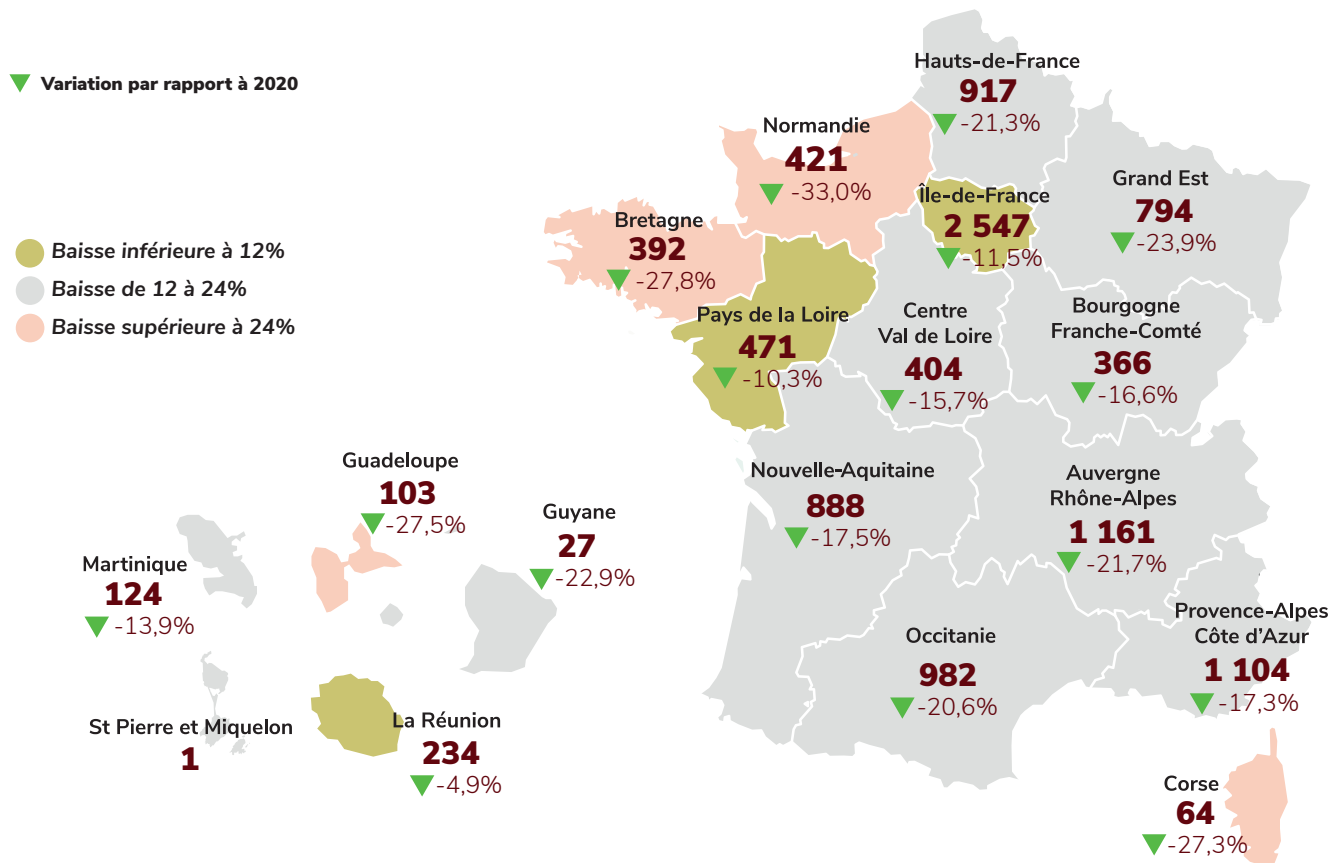 Variation par rapport à 2020
Baisse inférieure à 12%
Baisse de 12 à 24%
Baisse supérieure à 24%
Hauts-de-France
917
-21,3%
Normandie
421
-33,0%
Île-de-France
2 547
-11,5%
Grand Est
794
-23,9%
Bretagne
392
-27,8%
Pays de la Loire
471
-10,3%
Centre
Val de Loire
404
-15,7%
Bourgogne
Franche-Comté
366
-16,6%
Nouvelle-Aquitaine
888
-17,5%
Auvergne
Rhône-Alpes
1 161
-21,7%
Occitanie
982
-20,6%
Provence-Alpes
Côte d’Azur
1 104
-17,3%
Corse
64
-27,3%
Guadeloupe
103
-27,5%
Guyane
27
-22,9%
Martinique
124
-13,9%
St Pierre et Miquelon
1
La Réunion
234
-4,9%